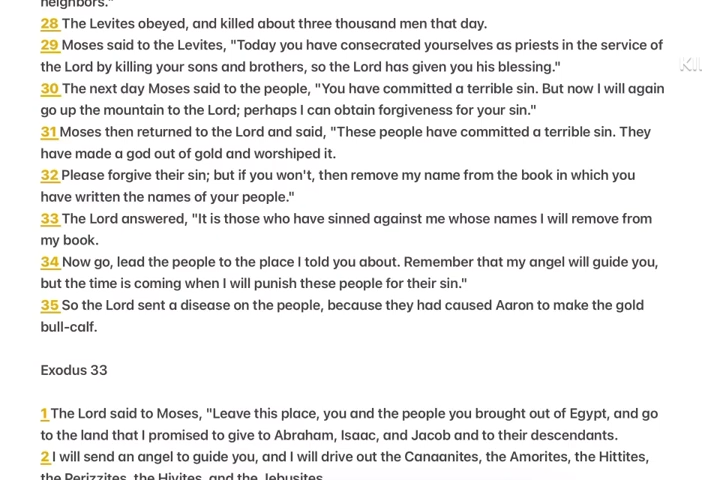 neighbors."
28 The Levites obeyed, and killed about three thousand men that day.
29 Moses said to the Levites, "Today you have consecrated yourselves as priests in the service of
the Lord by killing your sons and brothers, so the Lord has given you his blessing."
30 The next day Moses said to the people, "You have committed a terrible sin. But now I will again
go up the mountain to the Lord; perhaps I can obtain forgiveness for your sin."
31 Moses then returned to the Lord and said, "These people have committed a terrible sin. They
have made a god out of gold and worshiped it.
32 Please forgive their sin; but if you won't, then remove my name from the book in which you
have written the names of your people."
33 The Lord answered, "It is those who have sinned against me whose names I will remove from
my book.
34 Now go, lead the people to the place I told you about. Remember that my angel will guide you,
but the time is coming when I will punish these people for their sin."
35 So the Lord sent a disease on the people, because they had caused Aaron to make the gold
bull-calf.
Exodus 33
1 The Lord said to Moses, "Leave this place, you and the people you brought out of Egypt, and go
to the land that I promised to give to Abraham, Isaac, and Jacob and to their descendants.
2 I will send an angel to guide you, and I will drive out the Canaanites, the Amorites, the Hittites,
the Perizzites, the Hivites, and the Jebusites.